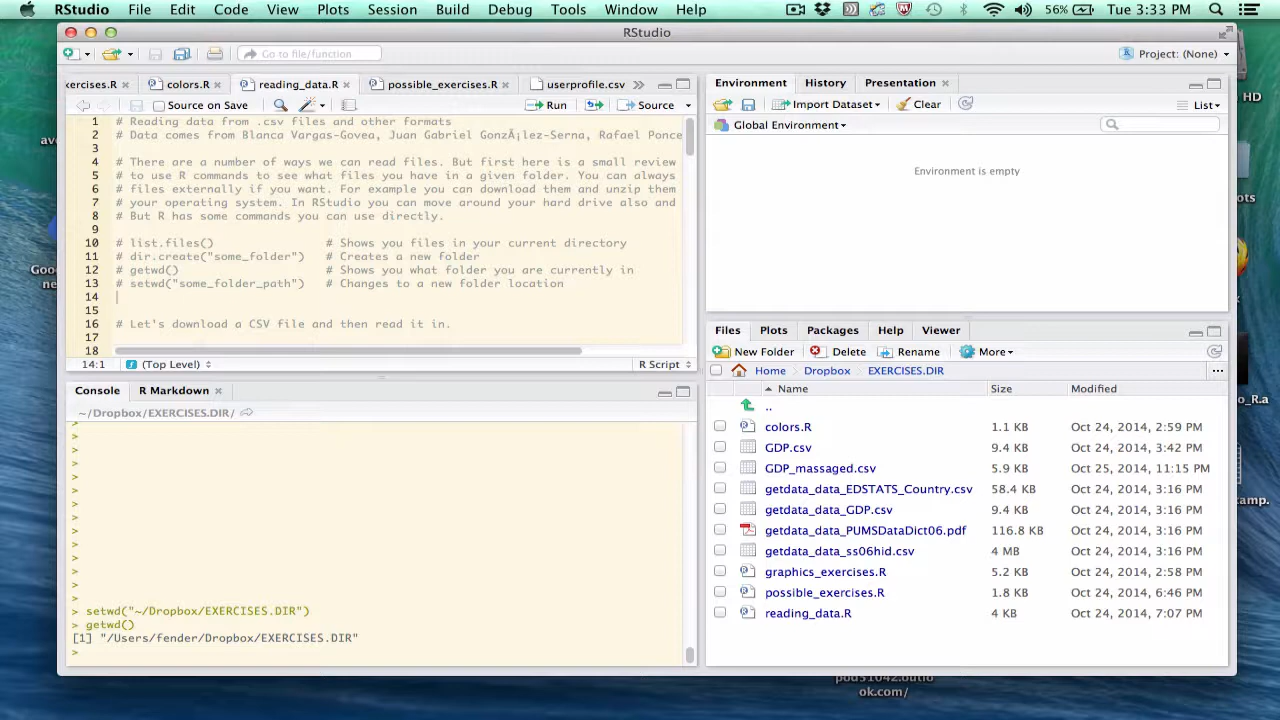 RStudio File Edit Code View Plots Session Build Debug Tools Window Help 56% Tue 3:33 PM
RStudio
Go to file/function
Project: (None)
xercises.R colors.R reading_data.R possible_exercises.R userprofile.csv
Source on Save Run Source
1 # Reading data from .csv files and other formats
2 # Data comes from Blanca Vargas-Govea, Juan Gabriel GonzÃ¡lez-Serna, Rafael Ponce
3
4 # There are a number of ways we can read files. But first here is a small review
5 # to use R commands to see what files you have in a given folder. You can always
6 # files externally if you want. For example you can download them and unzip them
7 # your operating system. In RStudio you can move around your hard drive also and
8 # But R has some commands you can use directly.
9
10 # list.files() # Shows you files in your current directory
11 # dir.create("some_folder") # Creates a new folder
12 # getwd() # Shows you what folder you are currently in
13 # setwd("some_folder_path") # Changes to a new folder location
14
15
16 # Let's download a CSV file and then read it in.
17
18
14:1 (Top Level) R Script
Console R Markdown
~/Dropbox/EXERCISES.DIR/
>
>
>
>
>
>
>
>
>
>
>
>
>
>
> setwd("~/Dropbox/EXERCISES.DIR")
> getwd()
[1] "/Users/fender/Dropbox/EXERCISES.DIR"
>
Environment History Presentation
Import Dataset Clear List
Global Environment
Environment is empty
Files Plots Packages Help Viewer
New Folder Delete Rename More
Home Dropbox EXERCISES.DIR ...
Name Size Modified
..
colors.R 1.1 KB Oct 24, 2014, 2:59 PM
GDP.csv 9.4 KB Oct 24, 2014, 3:42 PM
GDP_massaged.csv 5.9 KB Oct 25, 2014, 11:15 PM
getdata_data_EDSTATS_Country.csv 58.4 KB Oct 24, 2014, 3:16 PM
getdata_data_GDP.csv 9.4 KB Oct 24, 2014, 3:16 PM
getdata_data_PUMSDataDict06.pdf 116.8 KB Oct 24, 2014, 3:16 PM
getdata_data_ss06hid.csv 4 MB Oct 24, 2014, 3:16 PM
graphics_exercises.R 5.2 KB Oct 24, 2014, 2:58 PM
possible_exercises.R 1.8 KB Oct 24, 2014, 6:46 PM
reading_data.R 4 KB Oct 24, 2014, 7:07 PM
HD
ok.com/